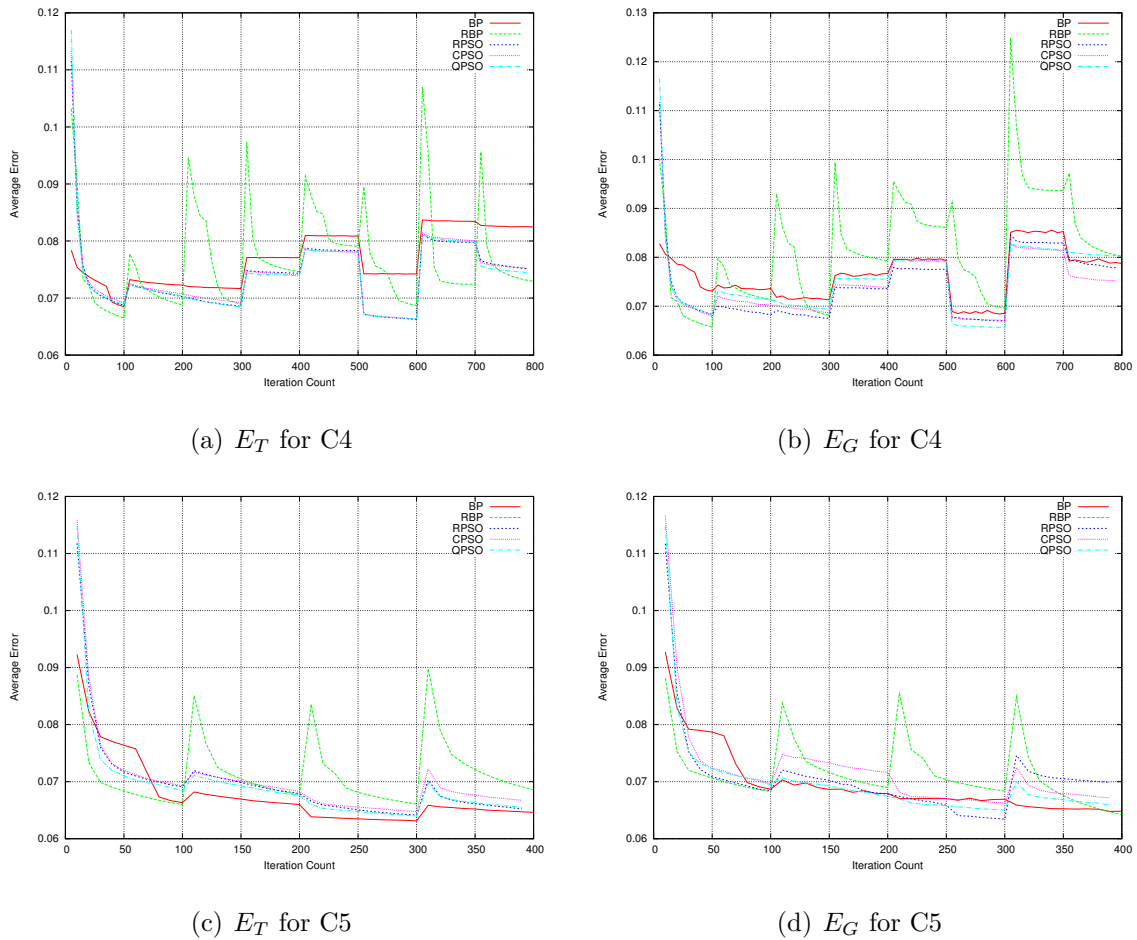 0.12
0.11
0.1
0.09
0.08
0.07
0.06
Average Error
0 100 200 300 400 500 600 700 800
Iteration Count
BP
RBP
RPSO
CPSO
QPSO
(a) E_T for C4
0.13
0.12
0.11
0.1
0.09
0.08
0.07
0.06
Average Error
0 100 200 300 400 500 600 700 800
Iteration Count
BP
RBP
RPSO
CPSO
QPSO
(b) E_G for C4
0.12
0.11
0.1
0.09
0.08
0.07
0.06
Average Error
0 50 100 150 200 250 300 350 400
Iteration Count
BP
RBP
RPSO
CPSO
QPSO
(c) E_T for C5
0.12
0.11
0.1
0.09
0.08
0.07
0.06
Average Error
0 50 100 150 200 250 300 350 400
Iteration Count
BP
RBP
RPSO
CPSO
QPSO
(d) E_G for C5